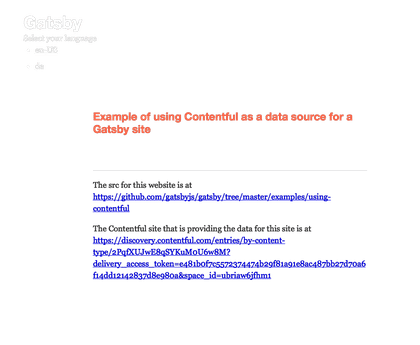 Gatsby
Select your language
en-US
de
Example of using Contentful as a data source for a
Gatsby site
The src for this website is at
https://github.com/gatsbyjs/gatsby/tree/master/examples/using-
contentful
The Contentful site that is providing the data for this site is at
https://discovery.contentful.com/entries/by-content-
type/2PqfXUJwE8qSYKuM0U6w8M?
delivery_access_token=e481b0f7c5572374474b29f81a91e8ac487bb27d70a6
f14dd12142837d8e980a&space_id=ubriaw6jfhm1